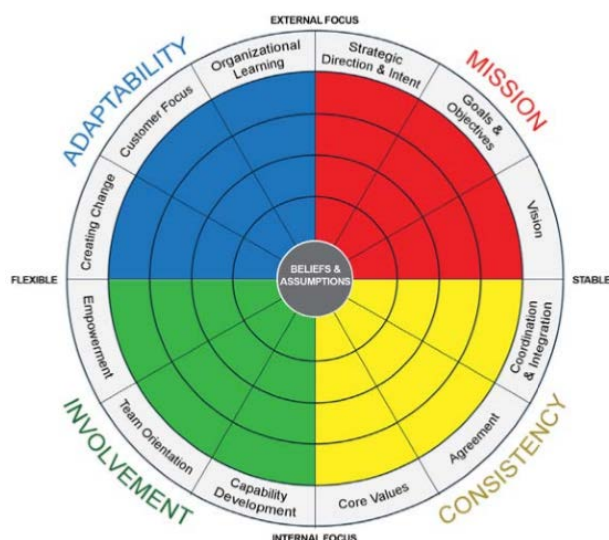 EXTERNAL FOCUS
ADAPTABILITY
MISSION
Organizational
Learning
Strategic
Direction & Intent
Customer Focus
Goals &
Objectives
Creating Change
Vision
FLEXIBLE
BELIEFS &
ASSUMPTIONS
STABLE
Empowerment
Coordination
& Integration
Team Orientation
Agreement
Capability
Development
Core Values
INVOLVEMENT
CONSISTENCY
INTERNAL FOCUS